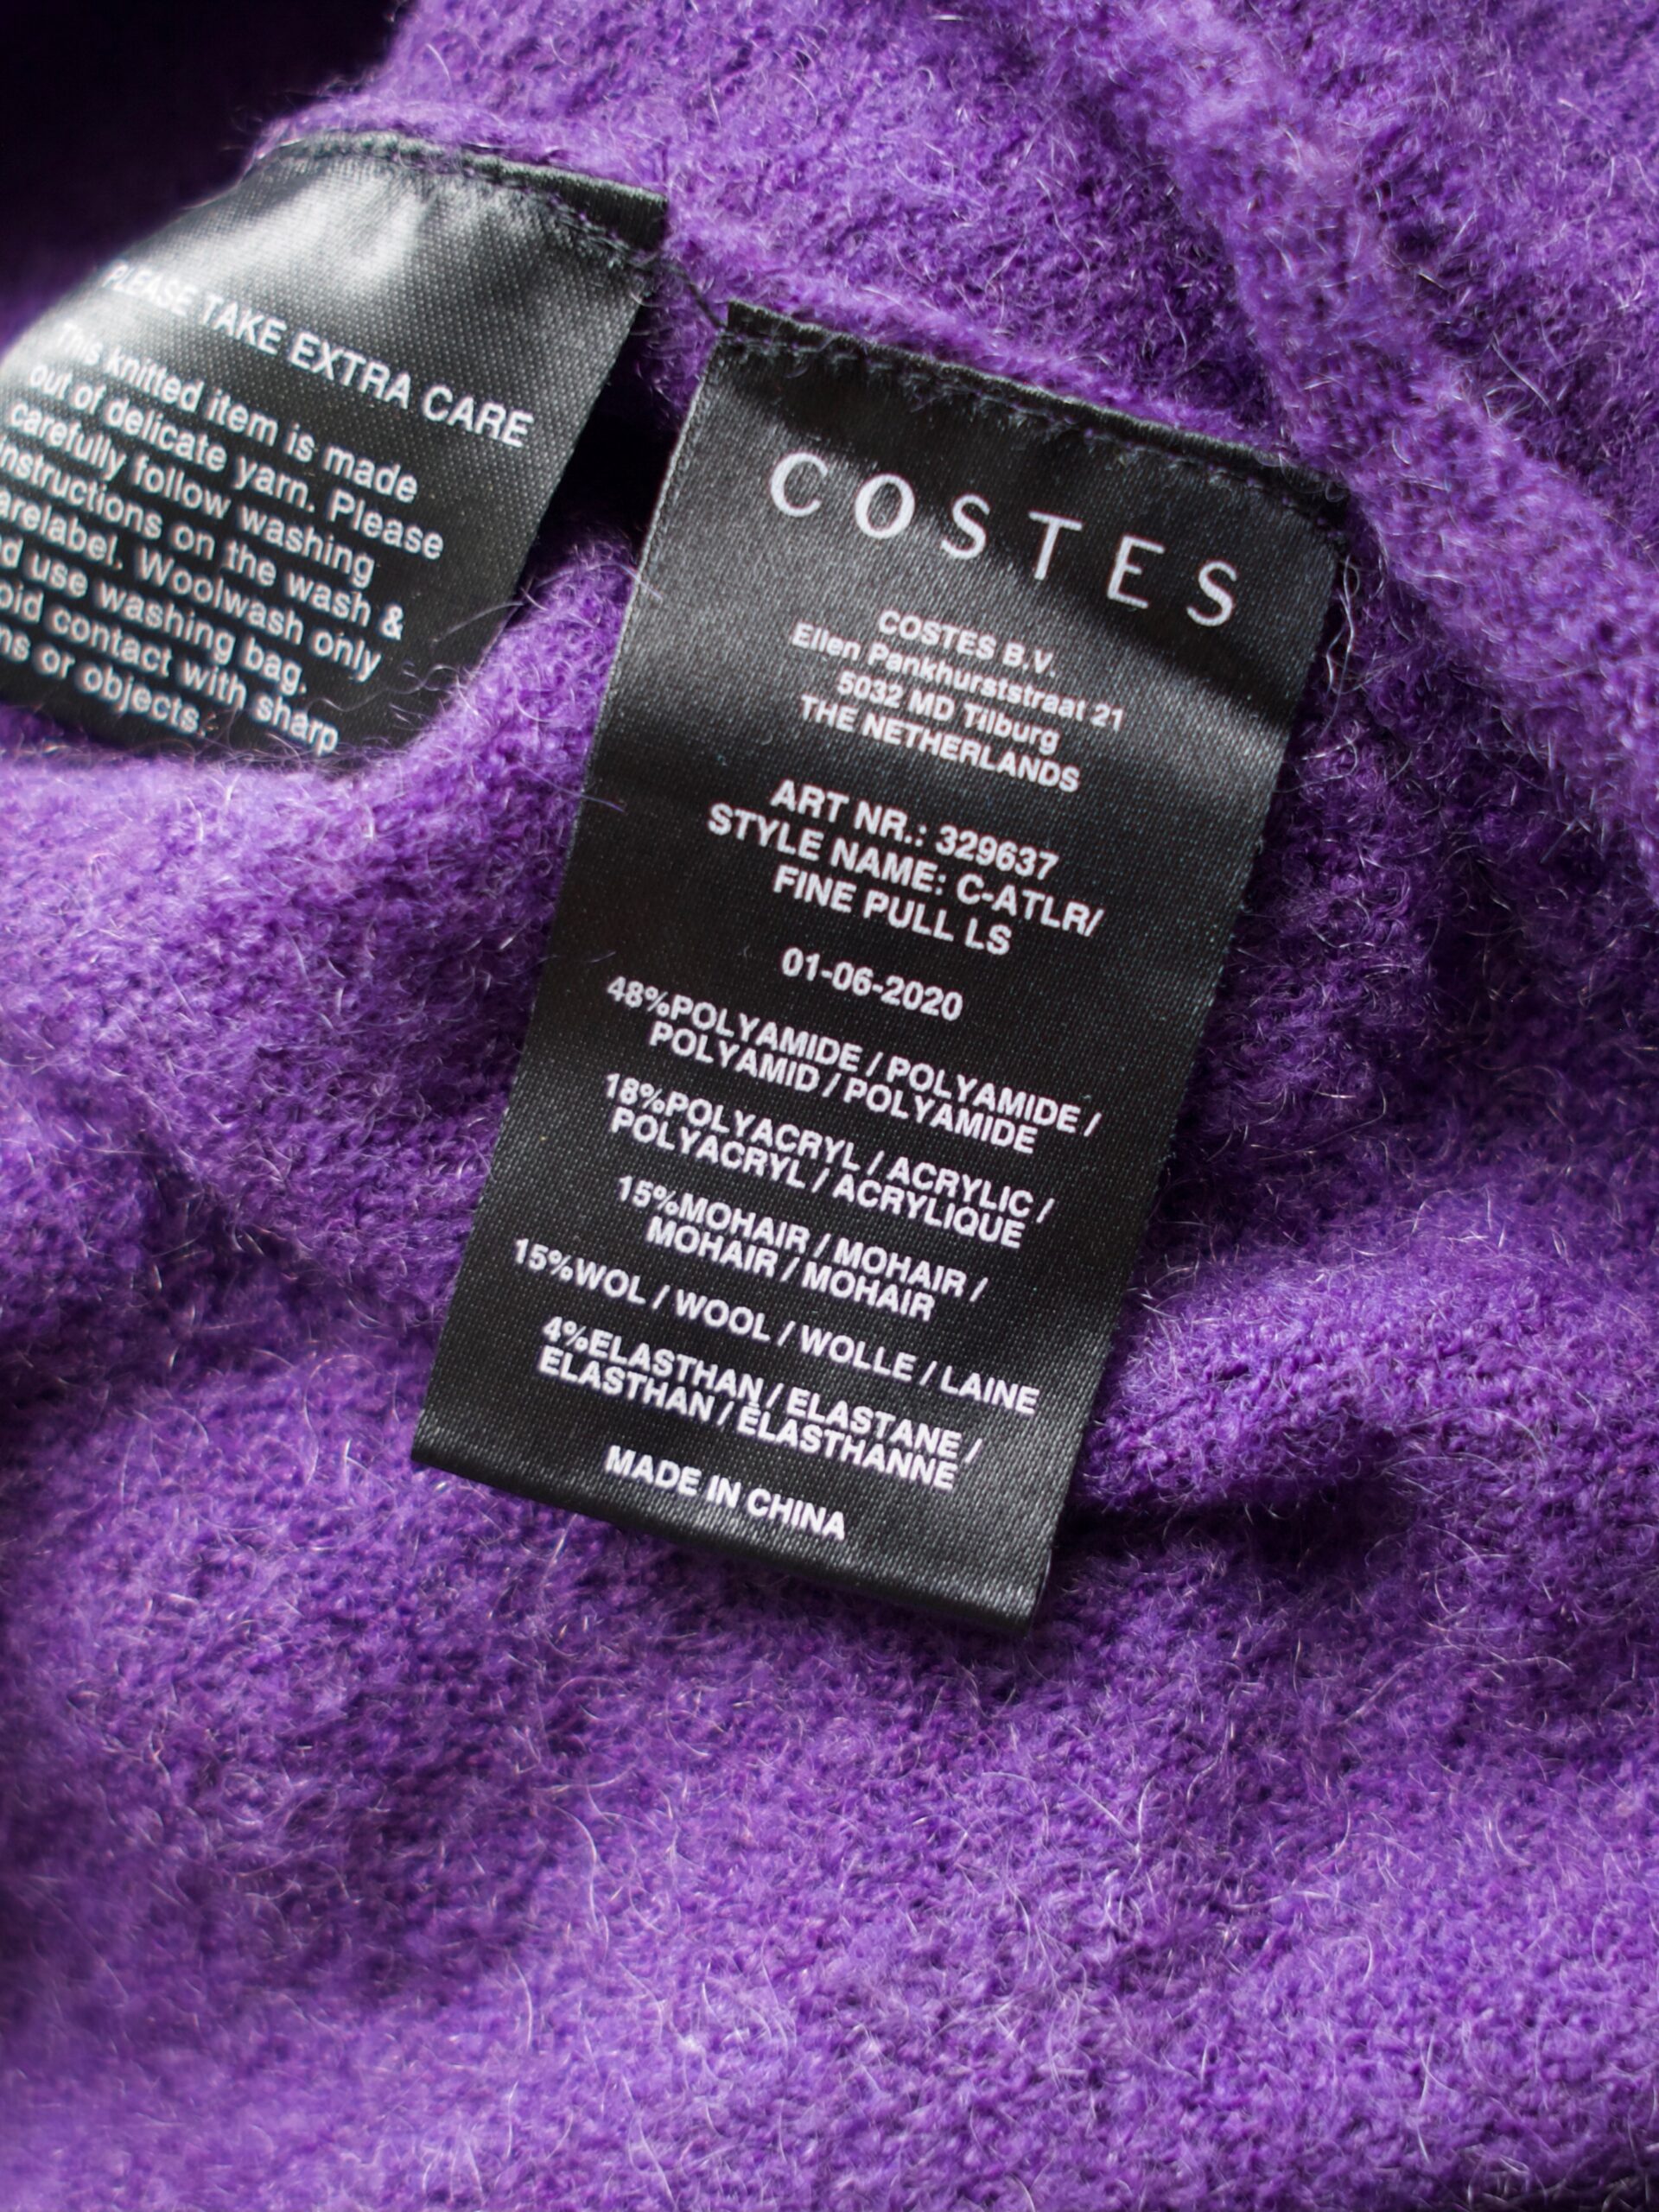 PLEASE TAKE EXTRA CARE
This knitted item is made
out of delicate yarn. Please
carefully follow washing
instructions on the wash &
carelabel. Woolwash only
and use washing bag.
avoid contact with sharp
or objects.
COSTES
COSTES B.V.
Ellen Pankhurststraat 21
5032 MD Tilburg
THE NETHERLANDS
ART NR.: 329637
STYLE NAME: C-ATLR/
FINE PULL LS
01-06-2020
48%POLYAMIDE / POLYAMIDE /
POLYAMID / POLYAMIDE
18%POLYACRYL / ACRYLIC /
POLYACRYL / ACRYLIQUE
15%MOHAIR / MOHAIR /
MOHAIR / MOHAIR
15%WOL / WOOL / WOLLE / LAINE
4%ELASTHAN / ELASTANE /
ELASTHAN / ÉLASTHANNE
MADE IN CHINA